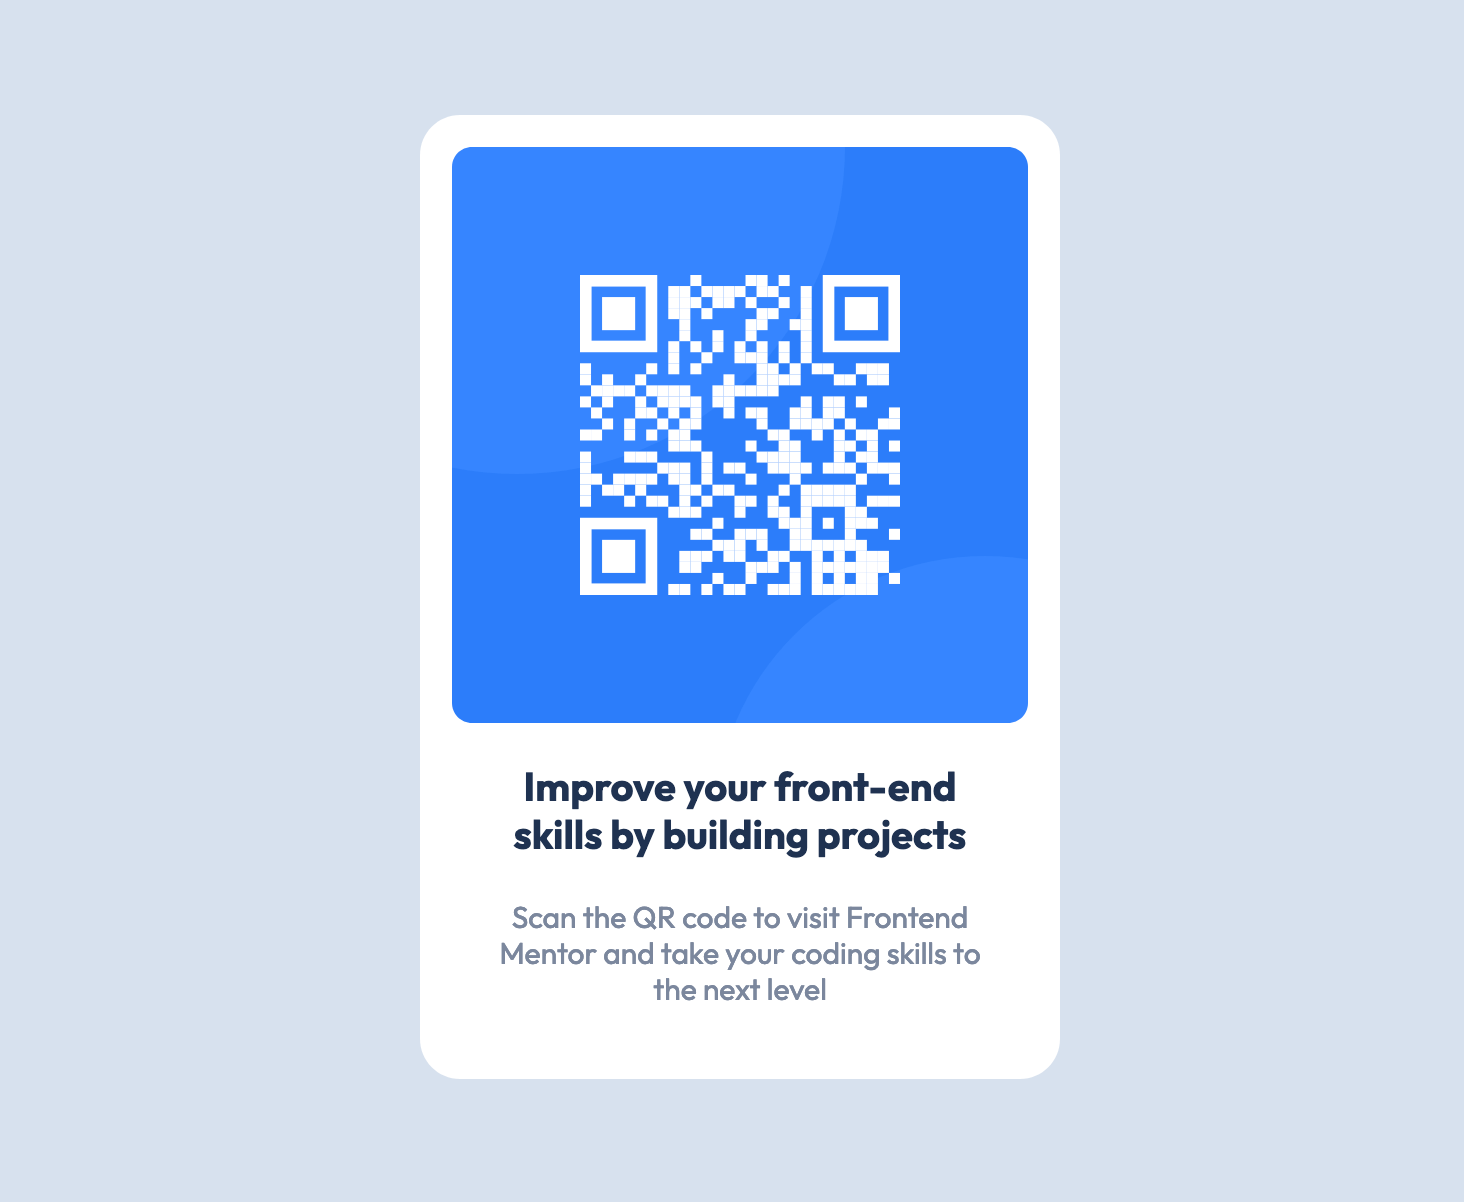 Improve your front-end
skills by building projects
Scan the QR code to visit Frontend
Mentor and take your coding skills to
the next level